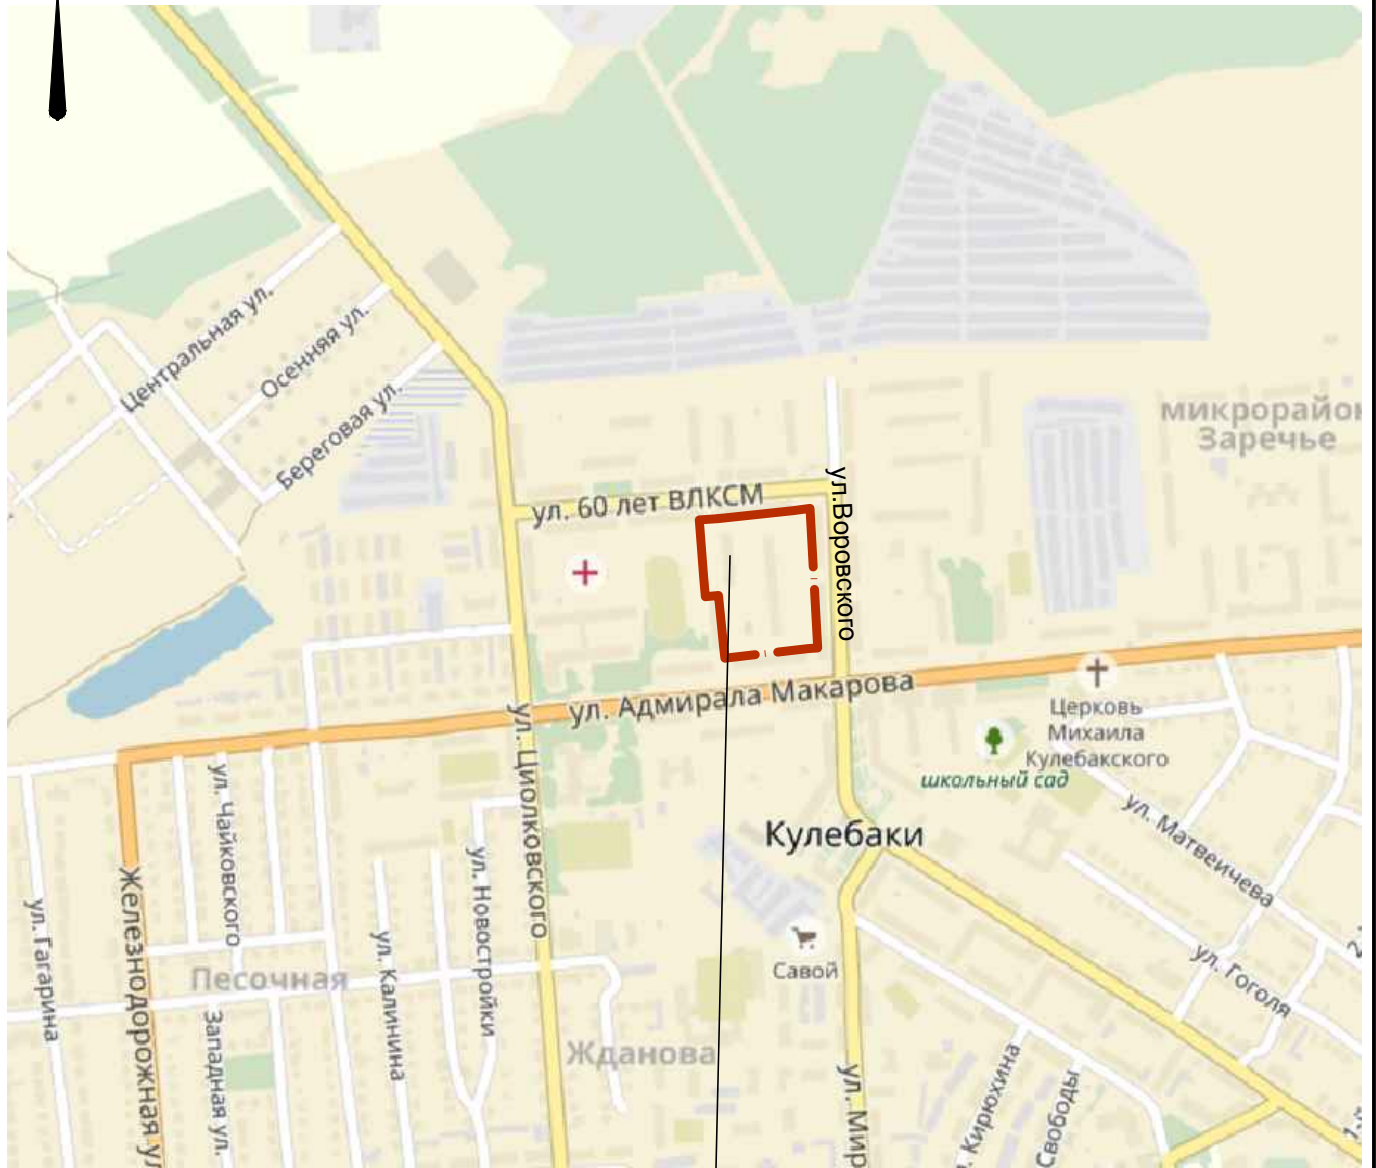 Центральная ул.
Осенняя ул.
Береговая ул.
микрорайон
Заречье
ул. 60 лет ВЛКСМ
ул.Воровского
ул. Адмирала Макарова
Церковь
Михаила
Кулебакского
школьный сад
ул. Циолковского
ул. Чайковского
ул. Матвеичева
Кулебаки
ул. Новостройки
Железнодорожная ул
ул. Гагарина
ул. Калинина
Савой
ул. Гоголя
Песочная
Западная ул.
Жданова
ул. Мир
. Кирюхина
Свободы